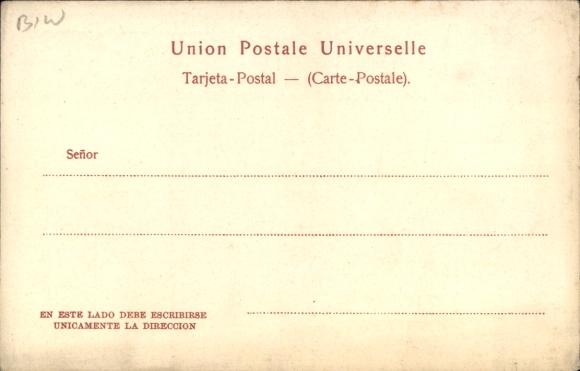 B/W
Union Postale Universelle
Tarjeta-Postal — (Carte-Postale).
Señor
EN ESTE LADO DEBE ESCRIBIRSE
UNICAMENTE LA DIRECCION